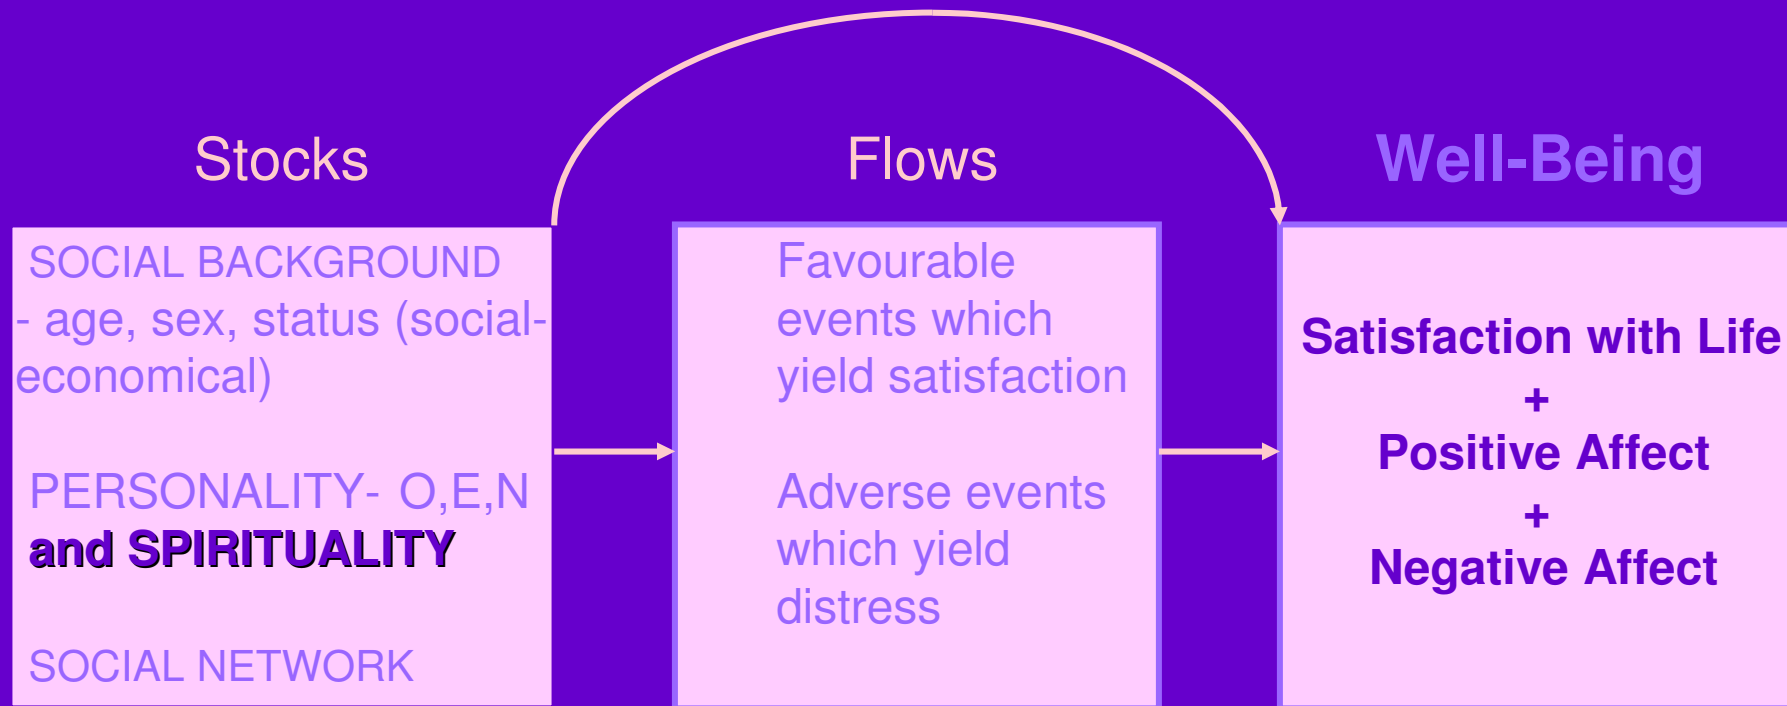 Stocks
Flows
Well-Being
SOCIAL BACKGROUND
- age, sex, status (social-
economical)
PERSONALITY- O,E,N
and SPIRITUALITY
SOCIAL NETWORK
Favourable
events which
yield satisfaction
Adverse events
which yield
distress
Satisfaction with Life
+
Positive Affect
+
Negative Affect